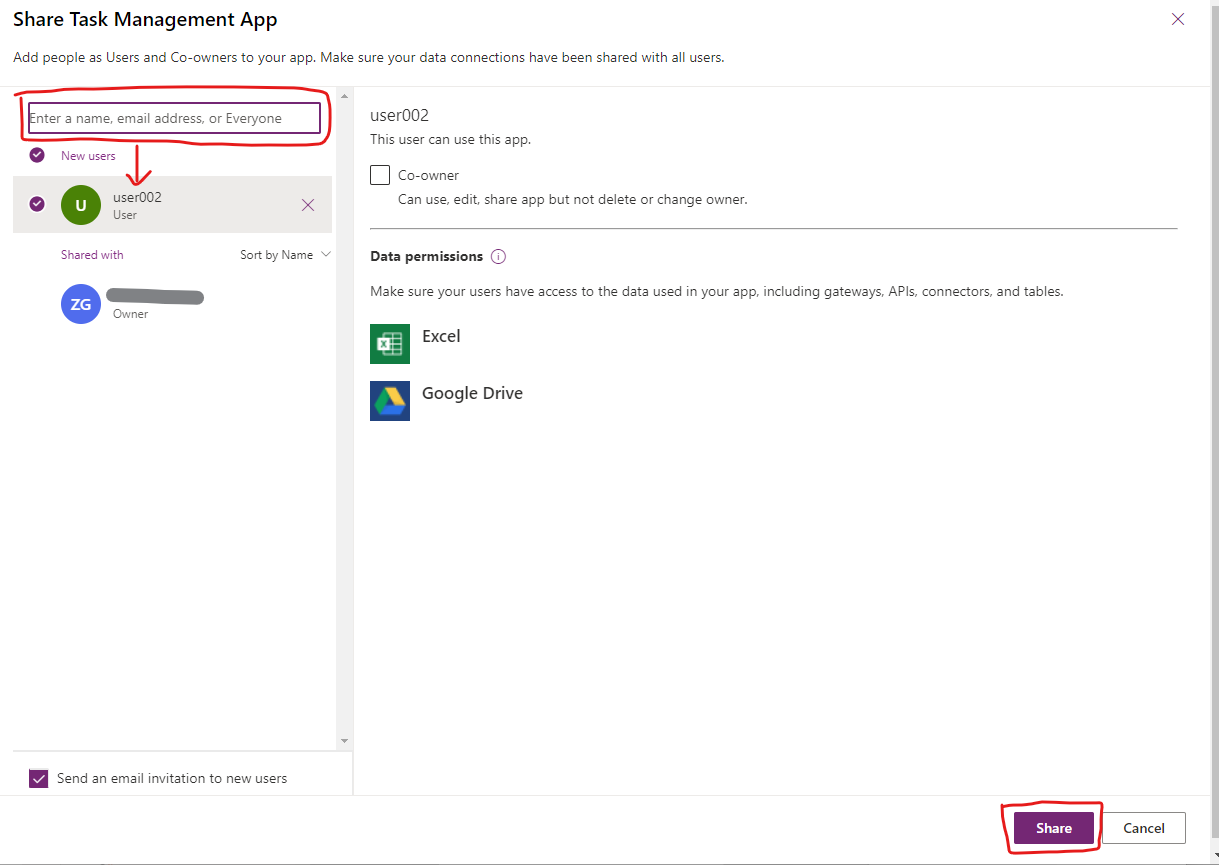 Share Task Management App
Add people as Users and Co-owners to your app. Make sure your data connections have been shared with all users.
Enter a name, email address, or Everyone
New users
U
user002
User
Shared with
Sort by Name
ZG
Owner
user002
This user can use this app.
Co-owner
Can use, edit, share app but not delete or change owner.
Data permissions
Make sure your users have access to the data used in your app, including gateways, APIs, connectors, and tables.
Excel
Google Drive
Send an email invitation to new users
Share
Cancel